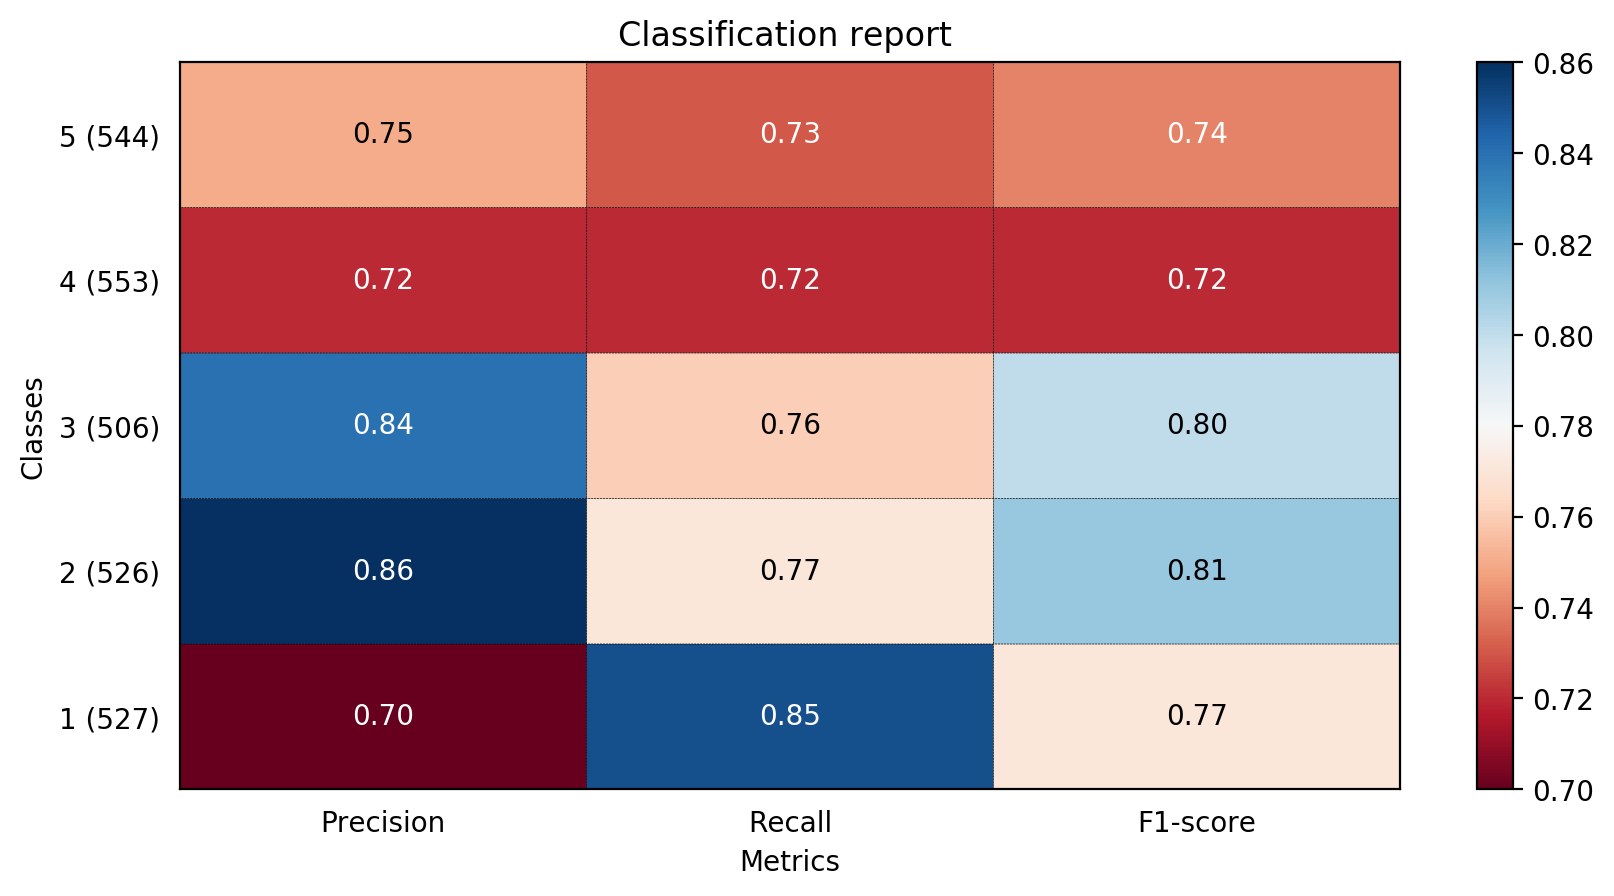 Classification report
5 (544) 0.75 0.73 0.74
4 (553) 0.72 0.72 0.72
3 (506) 0.84 0.76 0.80
2 (526) 0.86 0.77 0.81
1 (527) 0.70 0.85 0.77
Precision Recall F1-score
Metrics
Classes
0.86
0.84
0.82
0.80
0.78
0.76
0.74
0.72
0.70